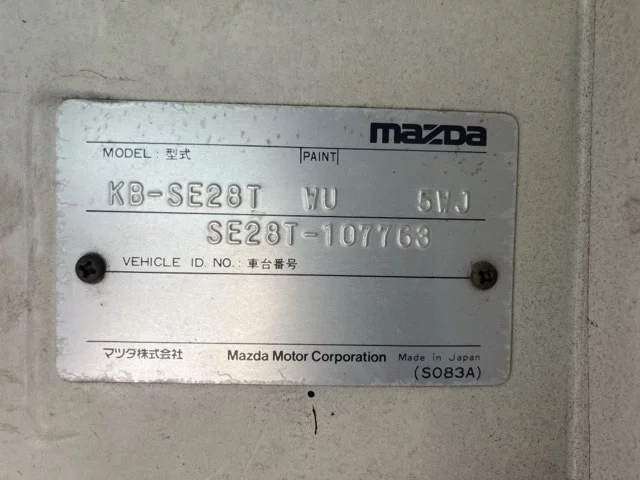 mazda
MODEL : 型式 PAINT
KB-SE28T WU 5WJ
SE28T-107763
VEHICLE ID. NO. : 車台番号
マツダ株式会社 Mazda Motor Corporation Made in Japan
(S083A)